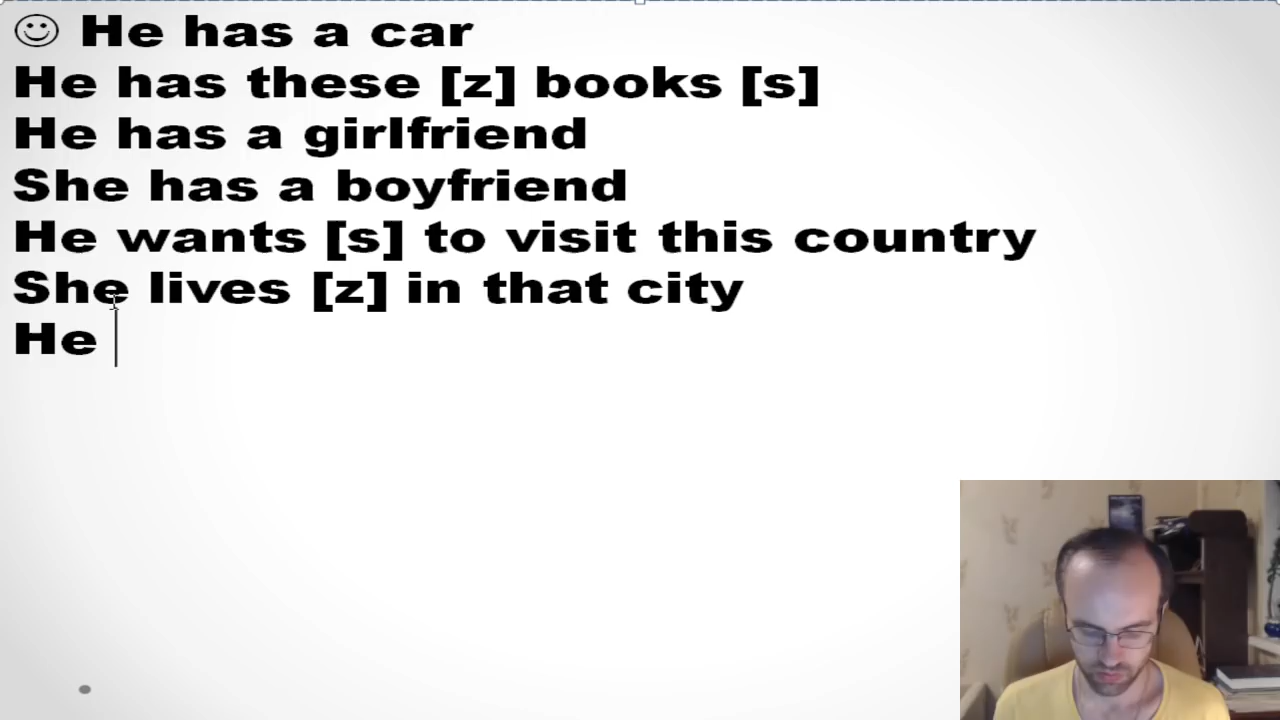 ☺ He has a car
He has these [z] books [s]
He has a girlfriend
She has a boyfriend
He wants [s] to visit this country
She lives [z] in that city
He